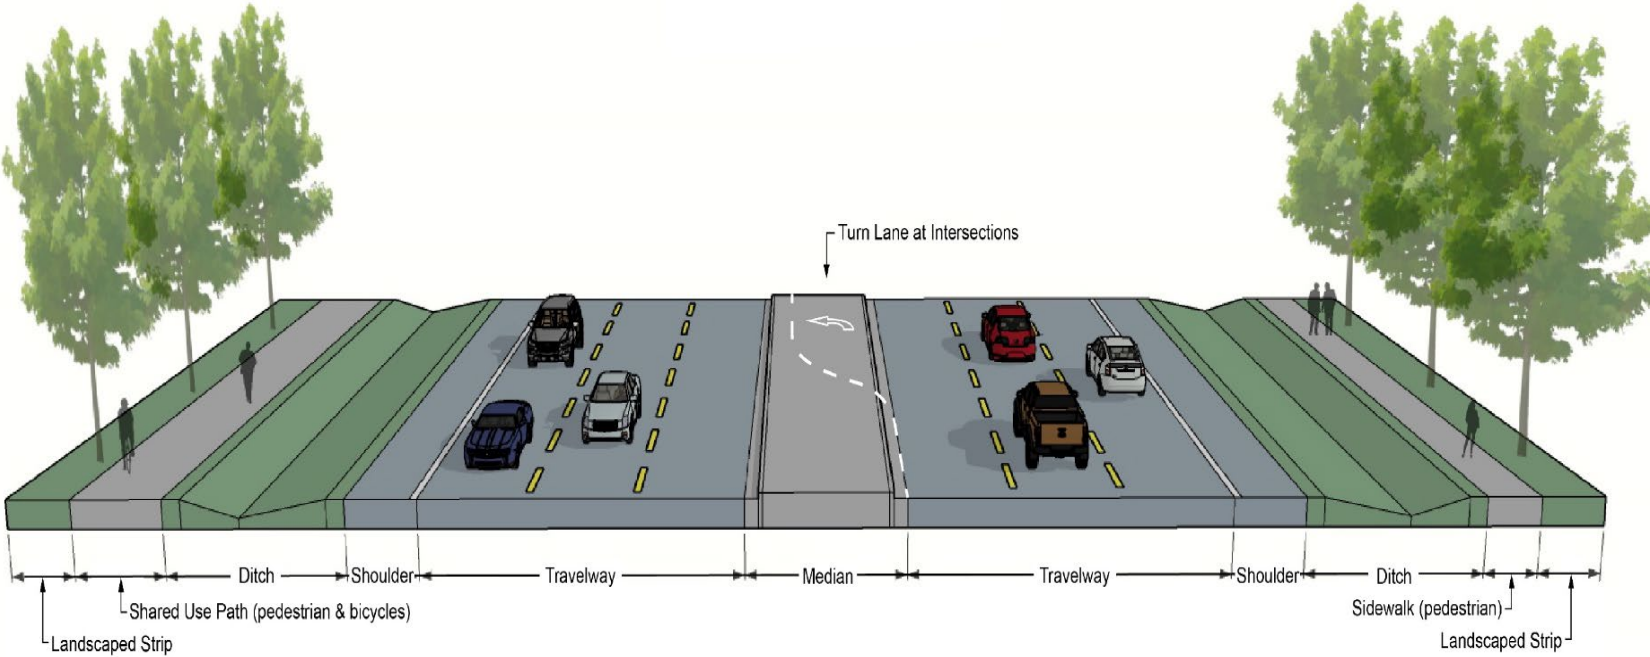 Turn Lane at Intersections
Ditch
Shoulder
Travelway
Median
Travelway
Shoulder
Ditch
Shared Use Path (pedestrian & bicycles)
Sidewalk (pedestrian)
Landscaped Strip
Landscaped Strip